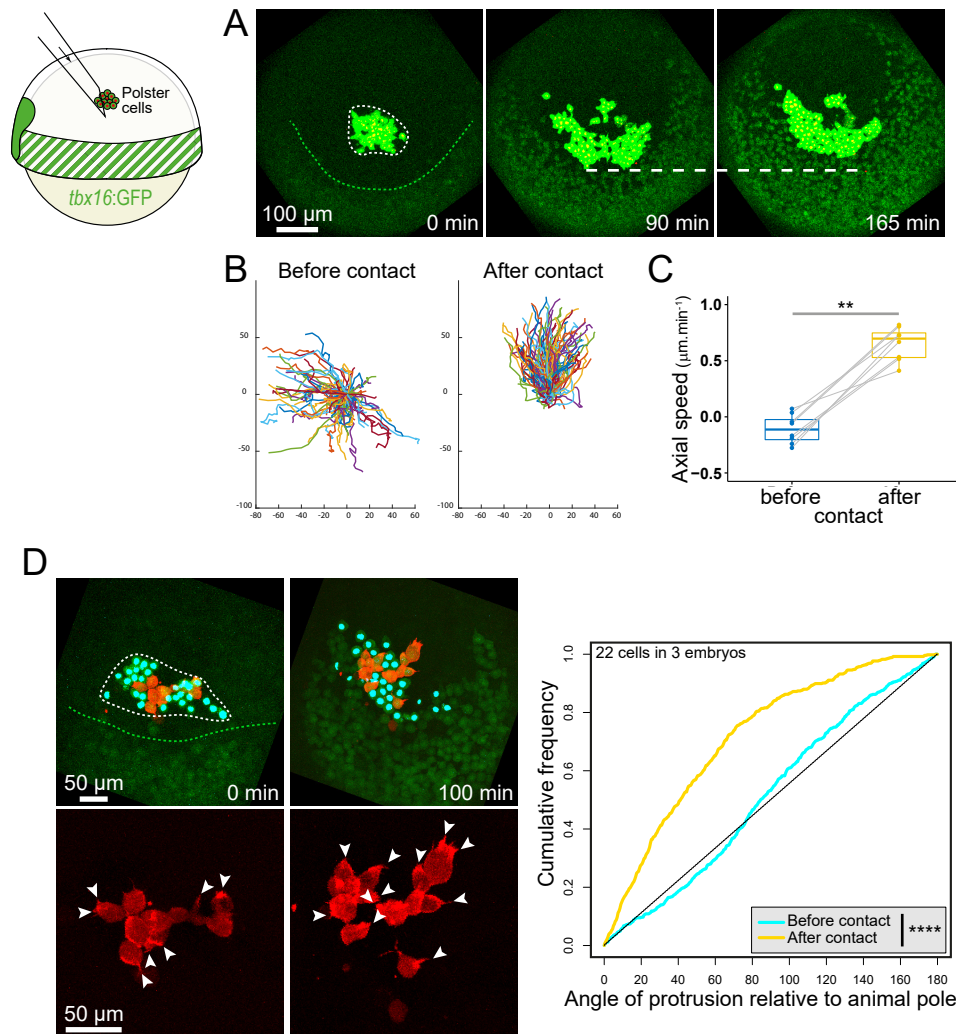 Polster
cells
tbx16:GFP
A
100 µm
0 min
90 min
165 min
B
Before contact
After contact
50
0
-50
-100
-80 -60 -40 -20 0 20 40 60
50
0
-50
-100
-80 -60 -40 -20 0 20 40 60
C
**
Axial speed (µm.min⁻¹)
1.0
0.5
0.0
−0.5
before
after
contact
D
50 µm
0 min
100 min
50 µm
22 cells in 3 embryos
Cumulative frequency
1.0
0.8
0.6
0.4
0.2
0.0
Before contact
After contact
****
0 20 40 60 80 100 120 140 160 180
Angle of protrusion relative to animal pole